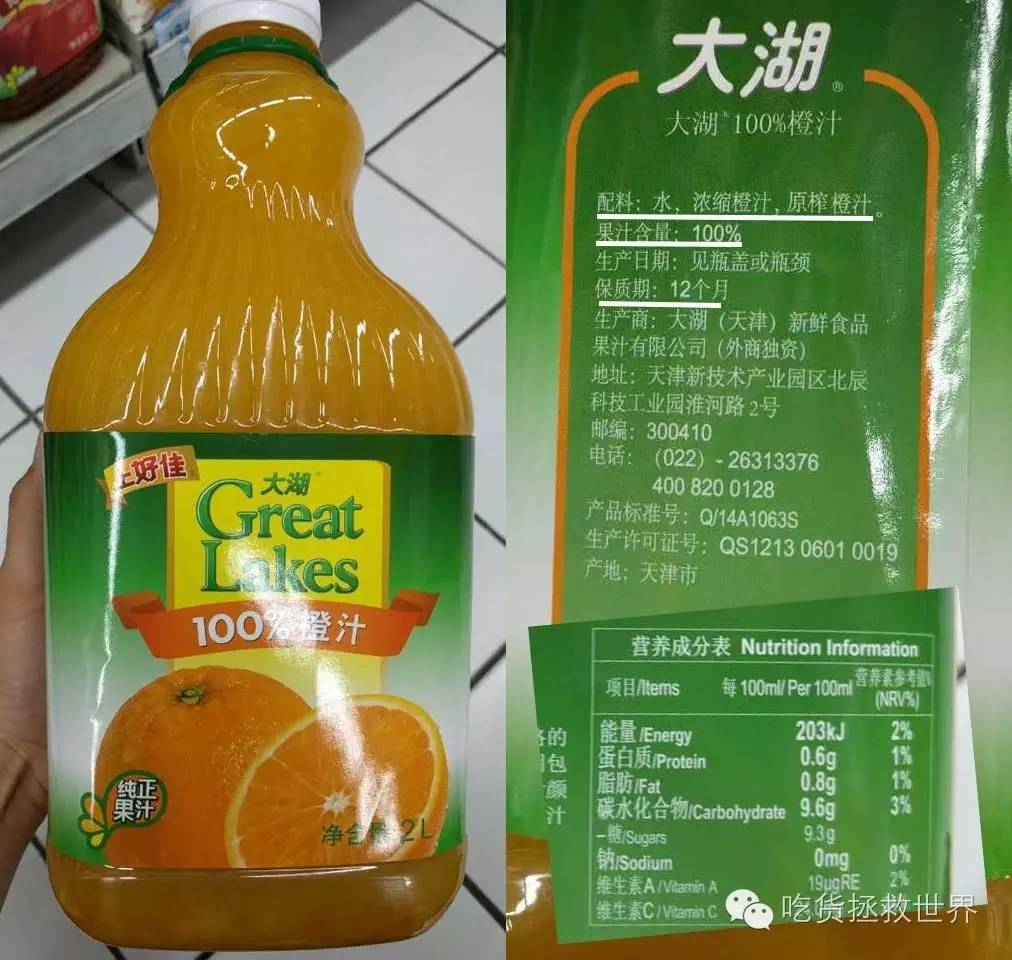 上好佳
大湖
Great
Lakes
100%橙汁
纯正
果汁
净含量 2L
大湖®
大湖®100%橙汁
配料：水，浓缩橙汁，原榨橙汁。
果汁含量：100%
生产日期：见瓶盖或瓶颈
保质期：12个月
生产商：大湖（天津）新鲜食品
果汁有限公司（外商独资）
地址：天津新技术产业园区北辰
科技工业园淮河路2号
邮编：300410
电话：（022）-26313376
400 820 0128
产品标准号：Q/14A1063S
生产许可证号：QS1213 0601 0019
产地：天津市
营养成分表 Nutrition Information
项目/Items 每100ml/Per 100ml 营养素参考值%
(NRV%)
能量/Energy 203kJ 2%
蛋白质/Protein 0.6g 1%
脂肪/Fat 0.8g 1%
碳水化合物/Carbohydrate 9.6g 3%
–糖/Sugars 9.3g
钠/Sodium 0mg 0%
维生素A/Vitamin A 19μgRE 2%
维生素C/Vitamin C
的
包
颜
汁
吃货拯救世界